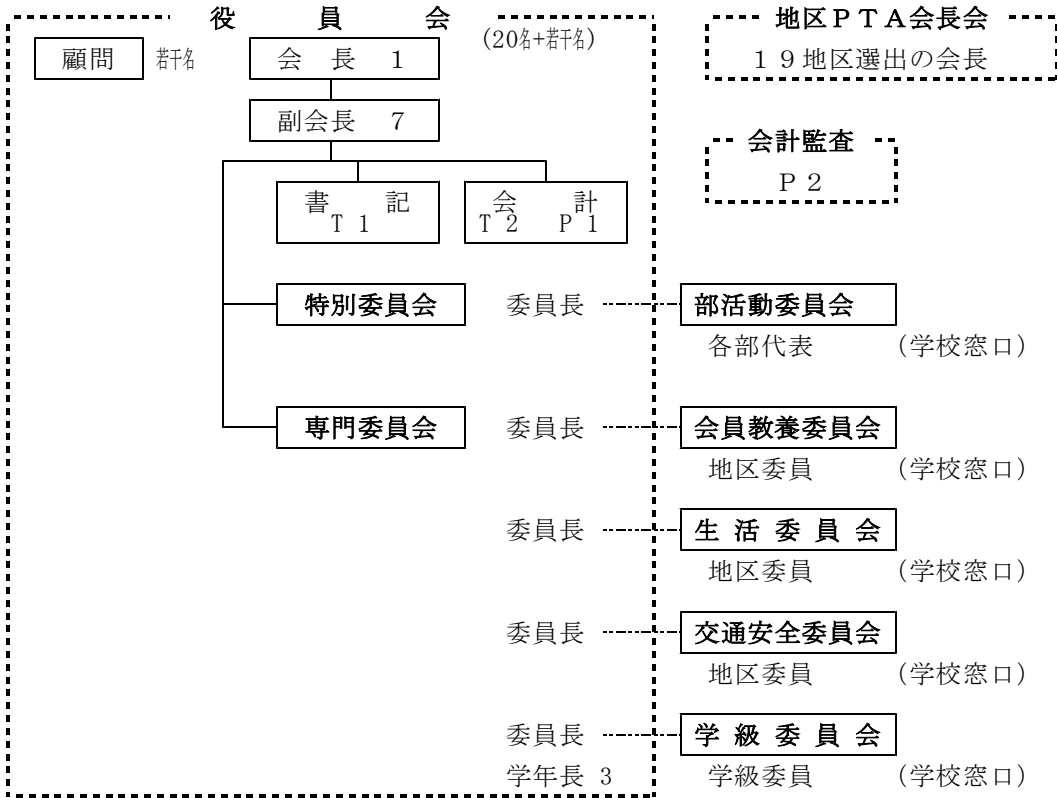 役　員　会
(20名+若干名)
地区ＰＴＡ会長会
顧問　若干名　会　長　１
１９地区選出の会長
副会長　７
会計監査
Ｐ２
書　記　会　計
Ｔ１　Ｔ２　Ｐ１
特別委員会　委員長　部活動委員会
各部代表　（学校窓口）
専門委員会　委員長　会員教養委員会
地区委員　（学校窓口）
委員長　生活委員会
地区委員　（学校窓口）
委員長　交通安全委員会
地区委員　（学校窓口）
委員長　学級委員会
学年長 3　学級委員　（学校窓口）